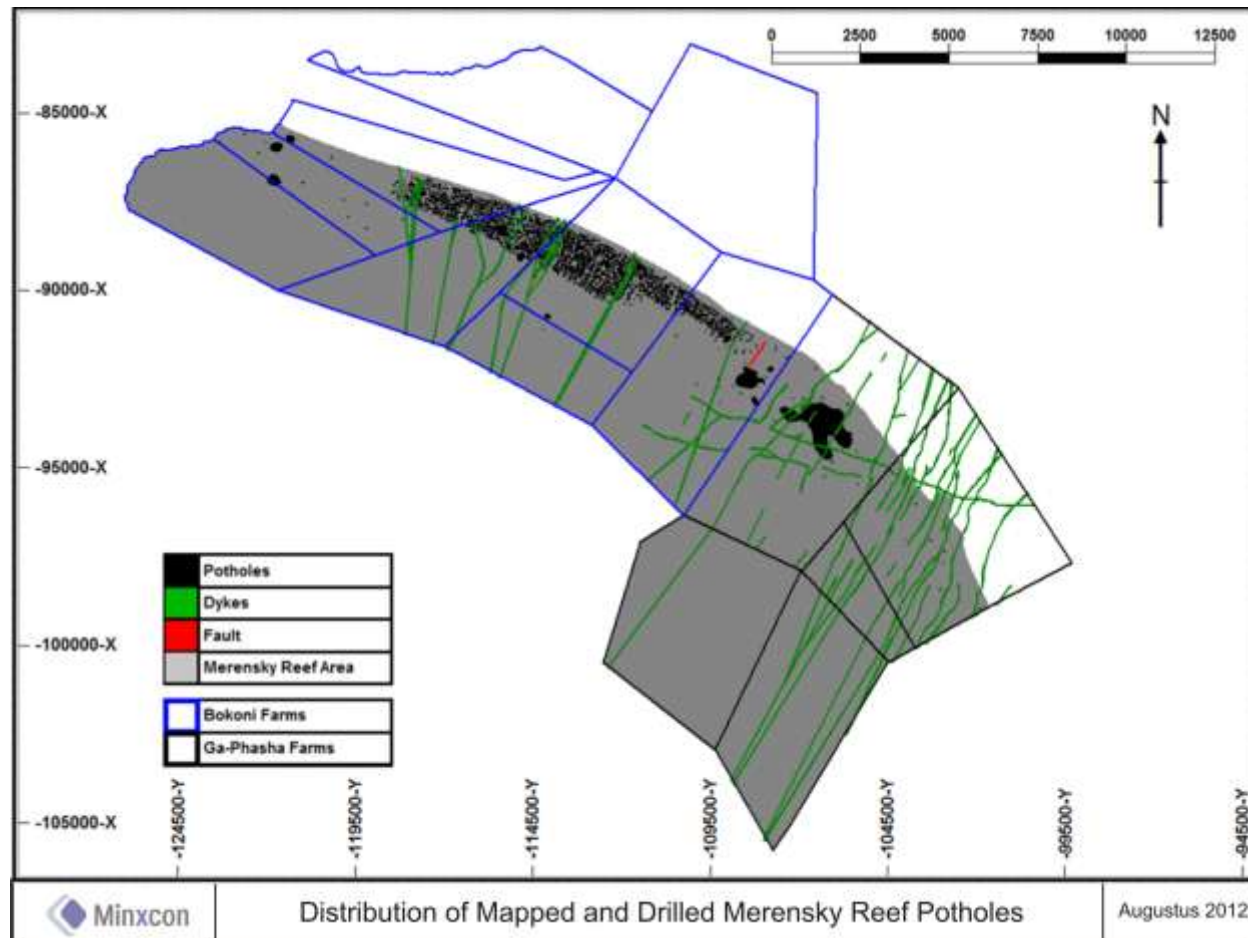 0 2500 5000 7500 10000 12500
N
-85000-X
-90000-X
-95000-X
-100000-X
-105000-X
Potholes
Dykes
Fault
Merensky Reef Area
Bokoni Farms
Ga-Phasha Farms
-124500-Y
-119500-Y
-114500-Y
-109500-Y
-104500-Y
-99500-Y
-94500-Y
Minxcon
Distribution of Mapped and Drilled Merensky Reef Potholes
Augustus 2012